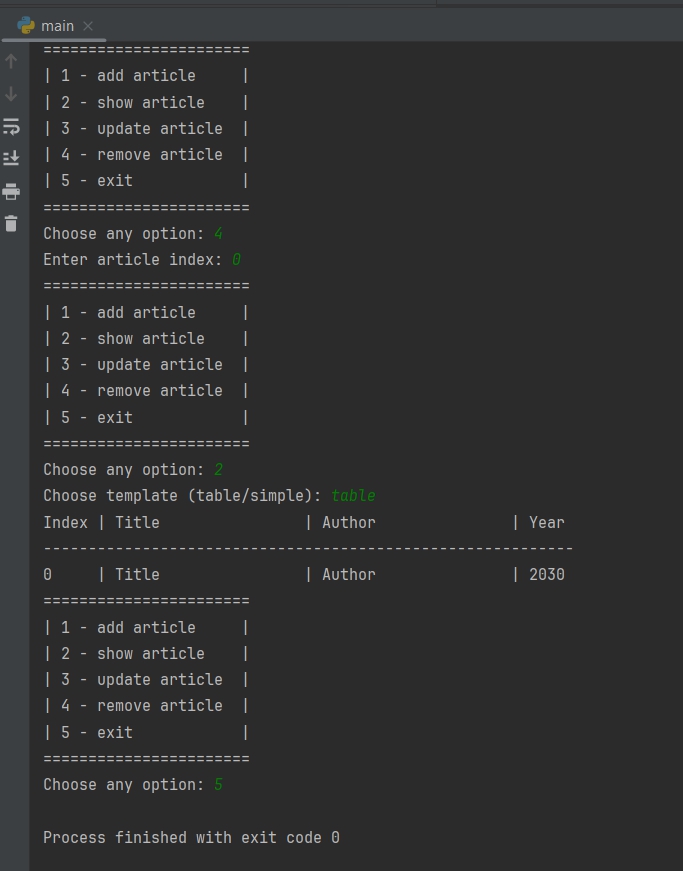 main
=======================
| 1 - add article     |
| 2 - show article    |
| 3 - update article  |
| 4 - remove article  |
| 5 - exit            |
=======================
Choose any option: 4
Enter article index: 0
=======================
| 1 - add article     |
| 2 - show article    |
| 3 - update article  |
| 4 - remove article  |
| 5 - exit            |
=======================
Choose any option: 2
Choose template (table/simple): table
Index | Title                | Author               | Year
-----------------------------------------------------------
0     | Title                | Author               | 2030
=======================
| 1 - add article     |
| 2 - show article    |
| 3 - update article  |
| 4 - remove article  |
| 5 - exit            |
=======================
Choose any option: 5
Process finished with exit code 0